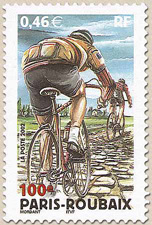 0,46 €
RF
LA POSTE 2002
100e
PARIS-ROUBAIX